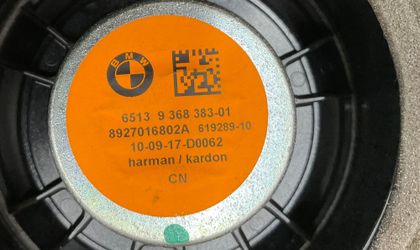 BMW
6513 9 368 383-01
8927016802A 619289-10
10-09-17-D0062
harman / kardon
CN